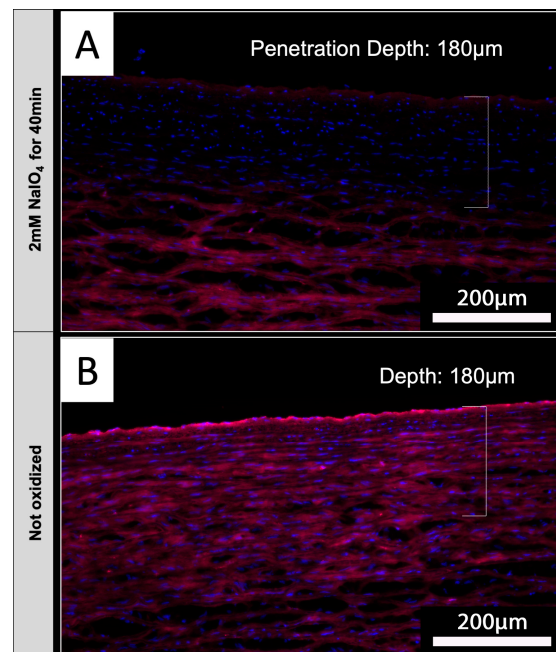 2mM NaIO₄ for 40min
A
Penetration Depth: 180µm
200µm
Not oxidized
B
Depth: 180µm
200µm